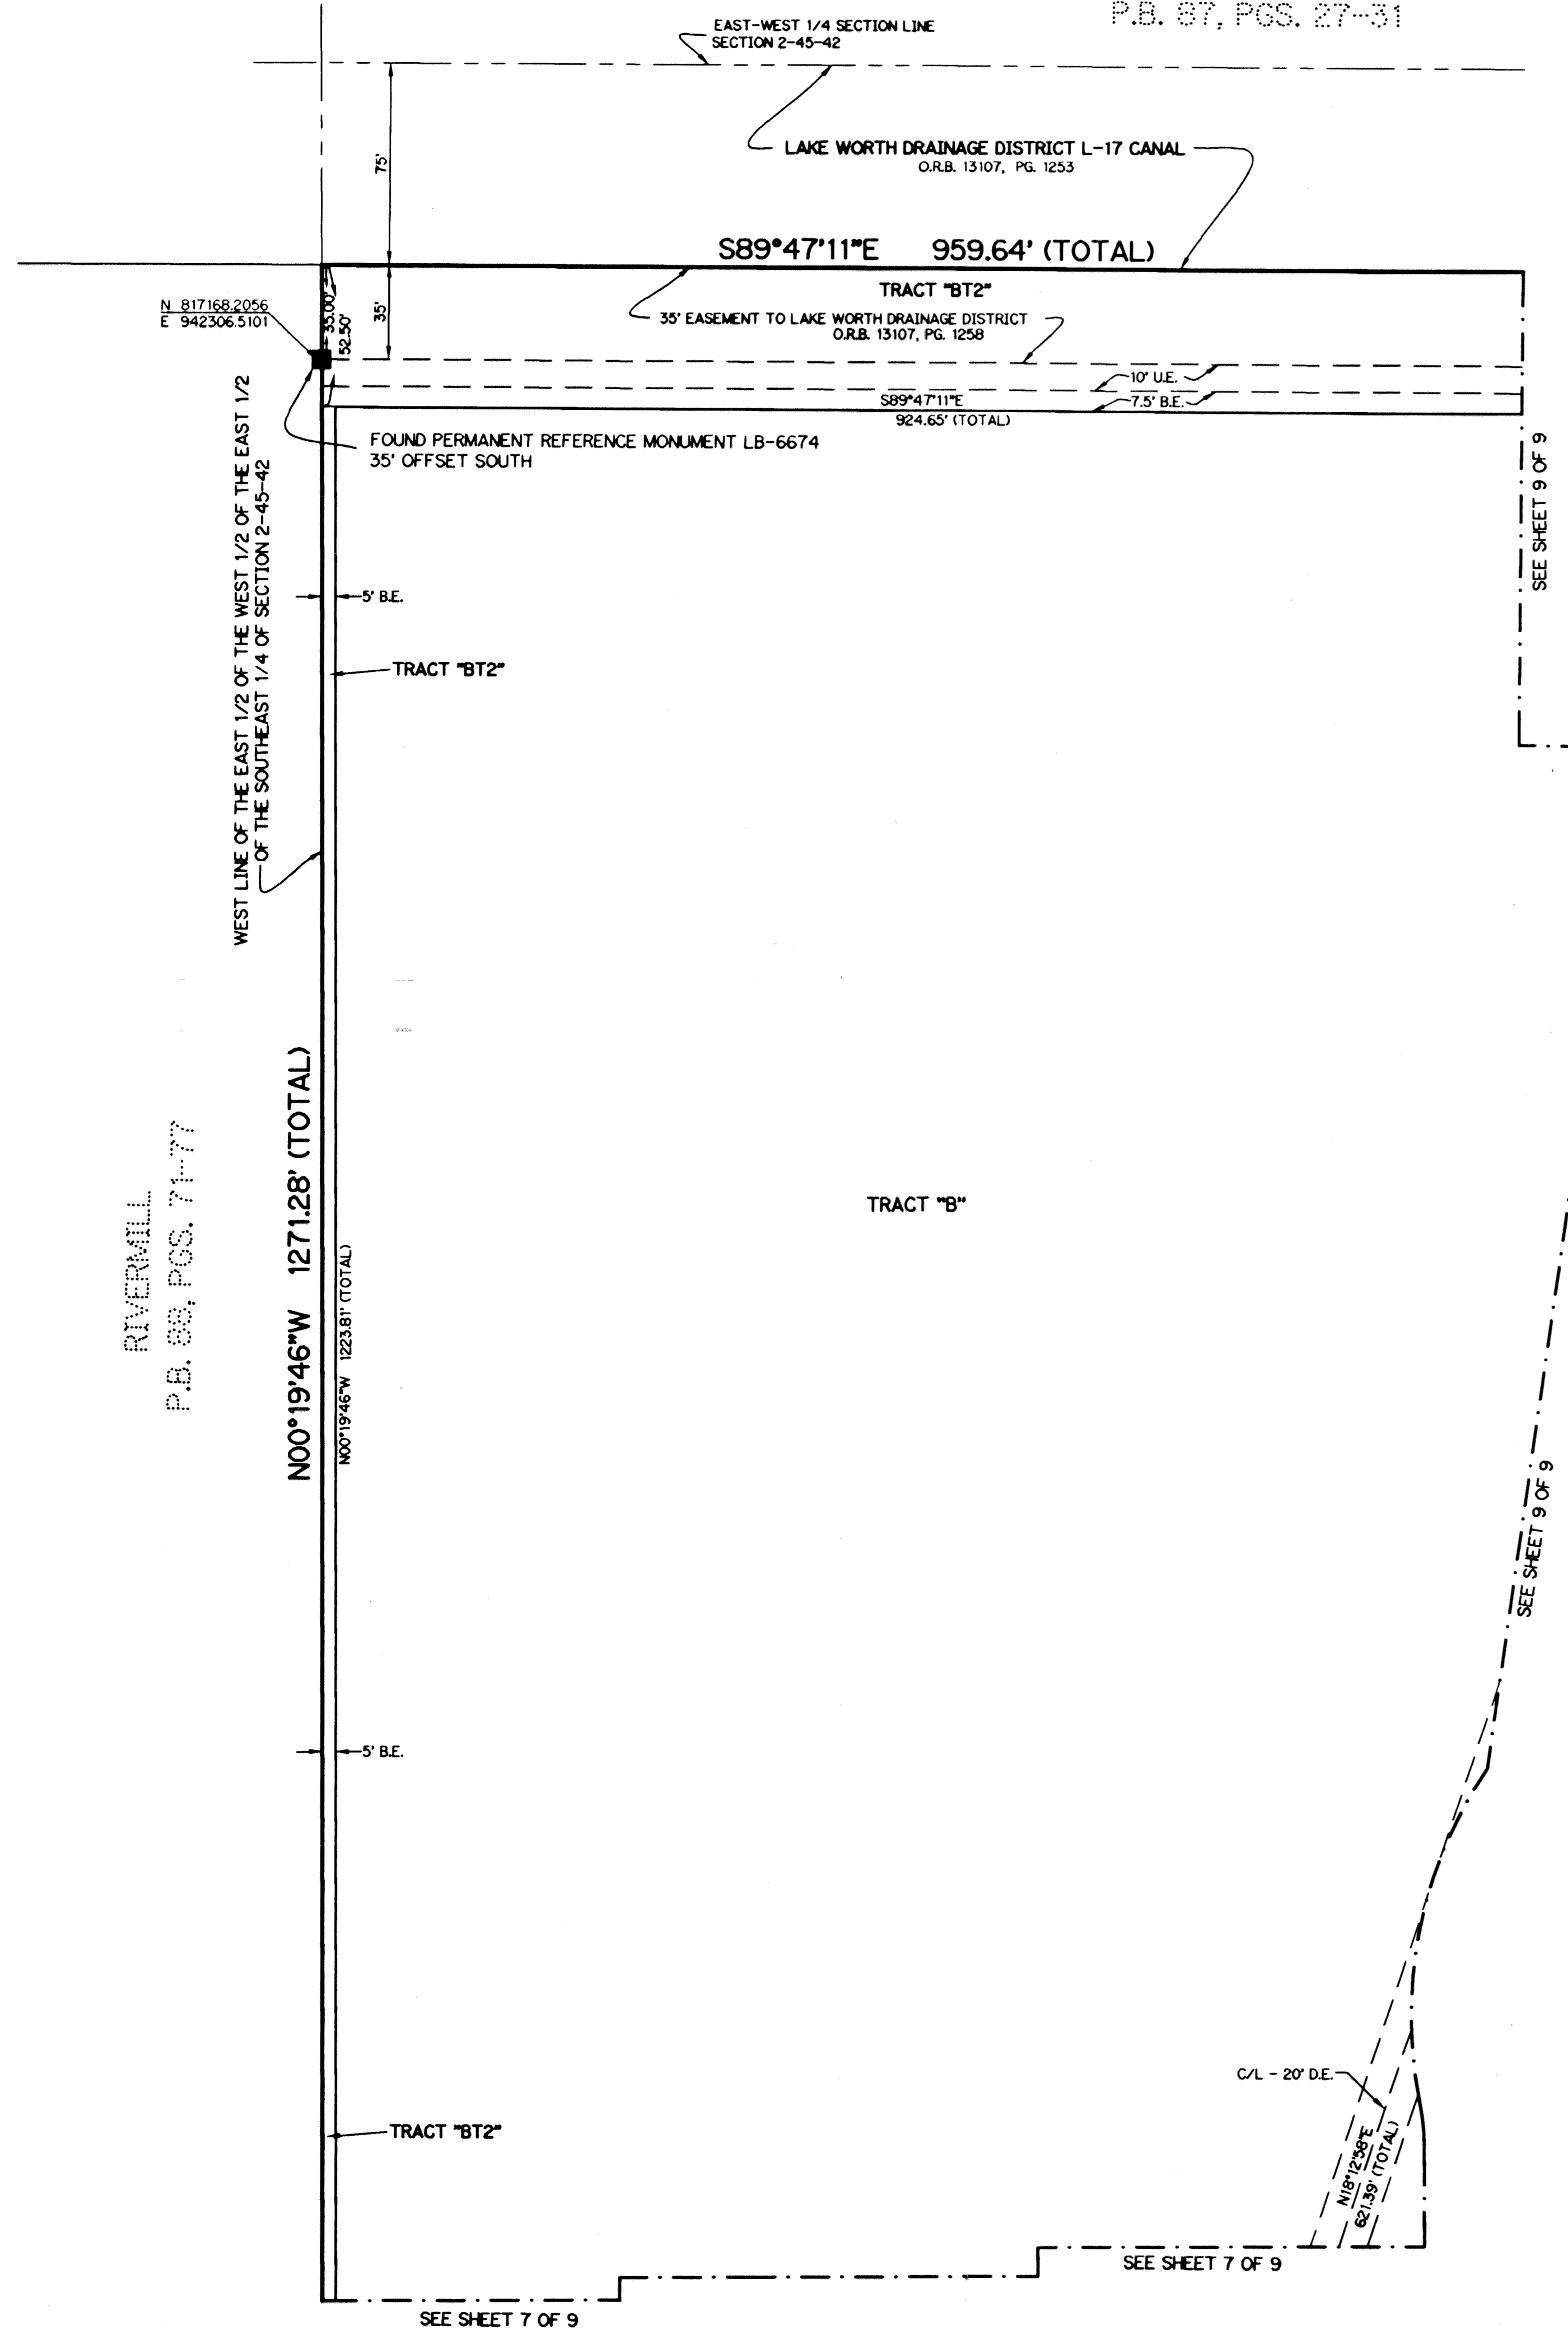 P.B. 87, PGS. 27-31
EAST-WEST 1/4 SECTION LINE
SECTION 2-45-42
75'
LAKE WORTH DRAINAGE DISTRICT L-17 CANAL
O.R.B. 13107, PG. 1253
S89°47'11"E 959.64' (TOTAL)
TRACT "BT2"
N 817168.2056
E 942306.5101
35.00'
52.50'
35'
35' EASEMENT TO LAKE WORTH DRAINAGE DISTRICT
O.R.B. 13107, PG. 1258
10' U.E.
7.5' B.E.
S89°47'11"E
924.65' (TOTAL)
FOUND PERMANENT REFERENCE MONUMENT LB-6674
35' OFFSET SOUTH
SEE SHEET 9 OF 9
WEST LINE OF THE EAST 1/2 OF THE WEST 1/2 OF THE EAST 1/2
OF THE SOUTHEAST 1/4 OF SECTION 2-45-42
5' B.E.
TRACT "BT2"
RIVERMILL
P.B. 88, PGS. 71-77
N00°19'46"W 1271.28' (TOTAL)
N00°19'46"W 1223.81' (TOTAL)
TRACT "B"
SEE SHEET 9 OF 9
5' B.E.
C/L - 20' D.E.
TRACT "BT2"
N18°12'58"E
621.39' (TOTAL)
SEE SHEET 7 OF 9
SEE SHEET 7 OF 9